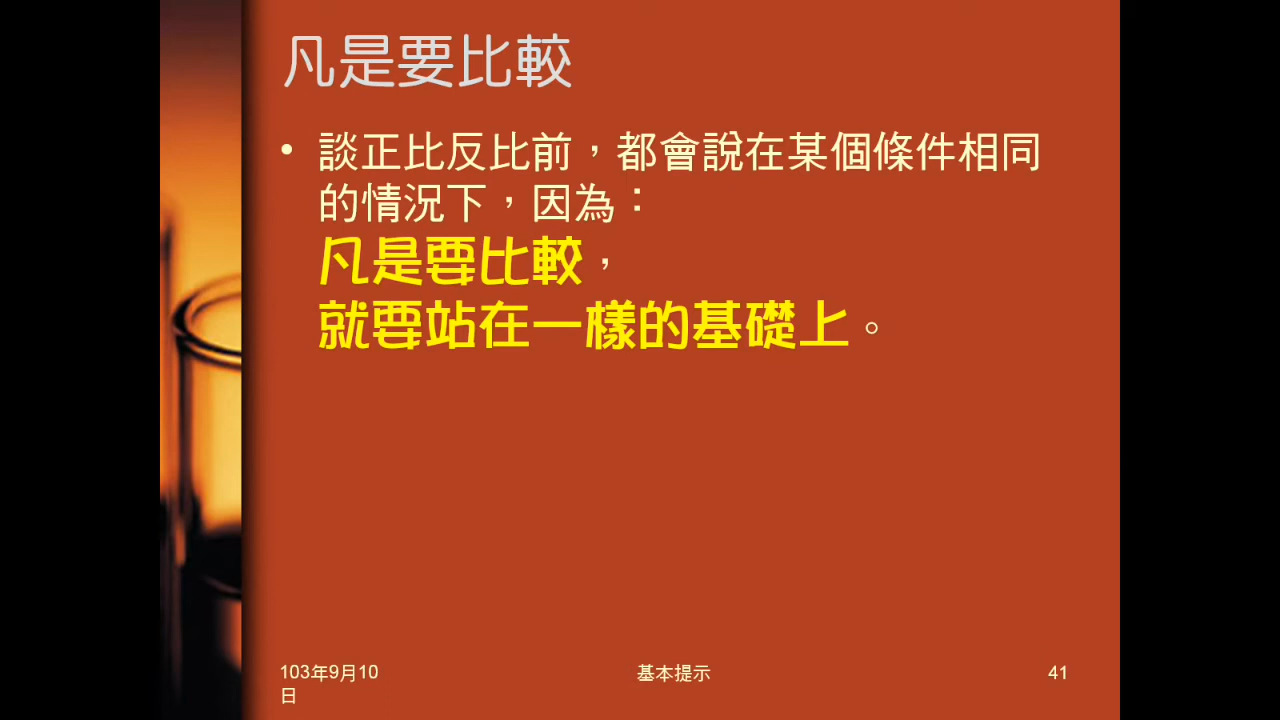 凡是要比較
• 談正比反比前，都會說在某個條件相同
的情況下，因為：
凡是要比較，
就要站在一樣的基礎上。
103年9月10
日
基本提示
41